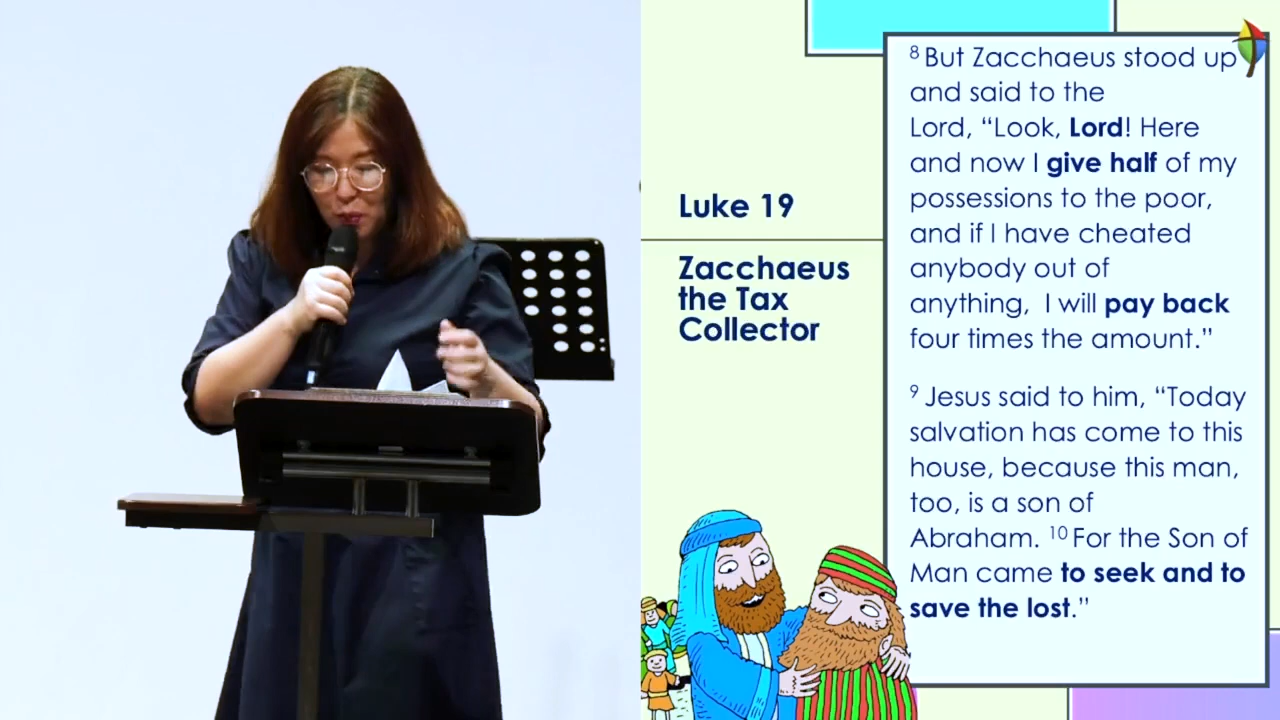 Luke 19
Zacchaeus
the Tax
Collector
8 But Zacchaeus stood up
and said to the
Lord, “Look, Lord! Here
and now I give half of my
possessions to the poor,
and if I have cheated
anybody out of
anything,  I will pay back
four times the amount.”
9 Jesus said to him, “Today
salvation has come to this
house, because this man,
too, is a son of
Abraham. 10 For the Son of
Man came to seek and to
save the lost.”